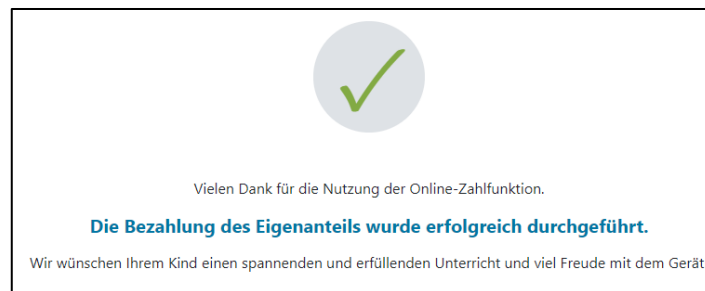 Vielen Dank für die Nutzung der Online-Zahlfunktion.
Die Bezahlung des Eigenanteils wurde erfolgreich durchgeführt.
Wir wünschen Ihrem Kind einen spannenden und erfüllenden Unterricht und viel Freude mit dem Gerät